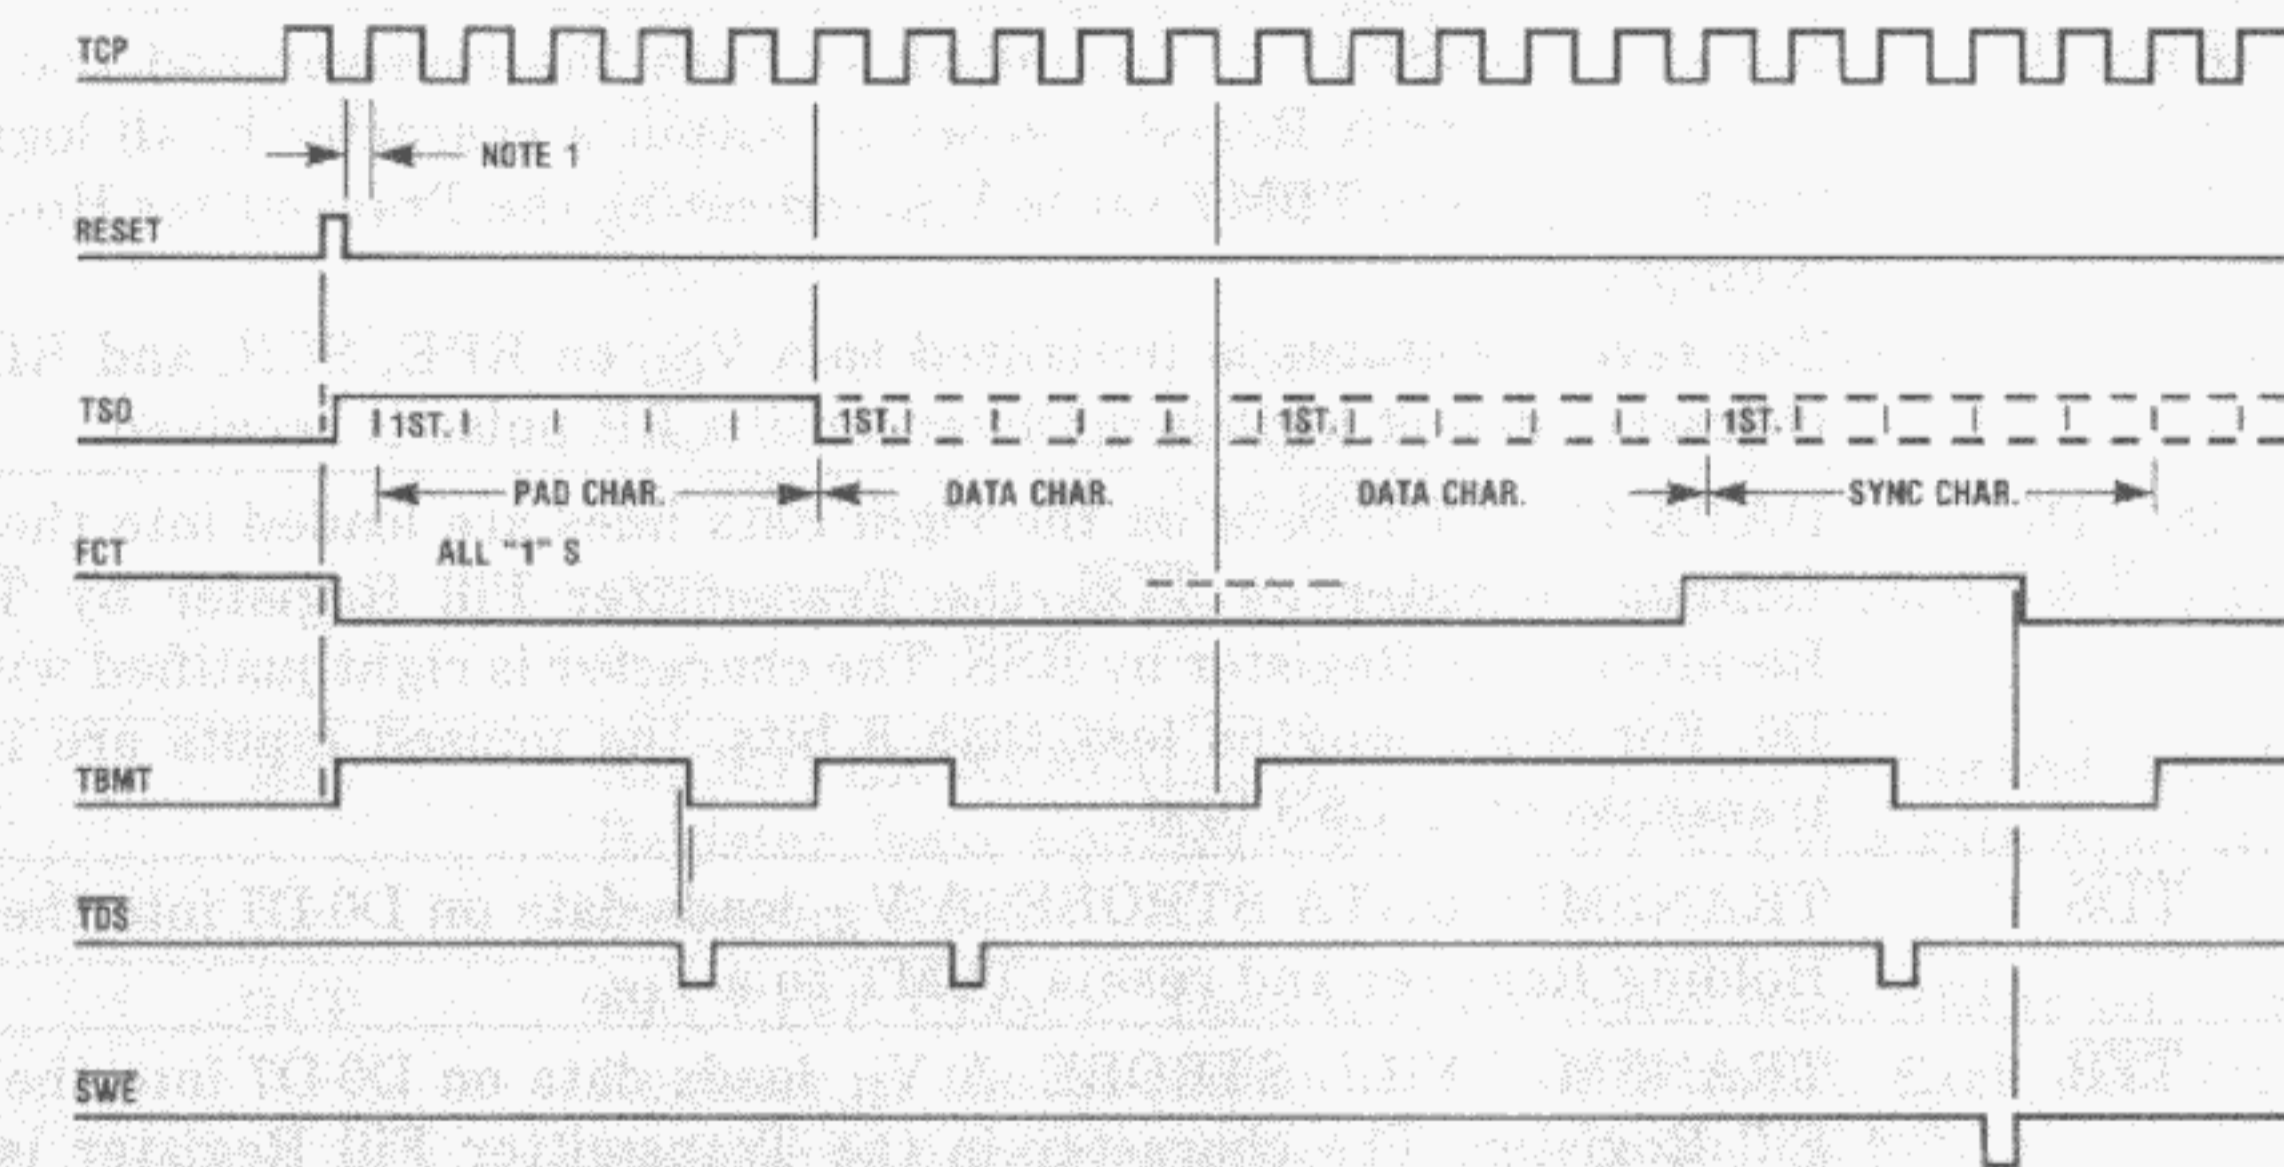 TCP
NOTE 1
RESET
TSO
1ST. 1ST. 1ST. 1ST.
PAD CHAR. DATA CHAR. DATA CHAR. SYNC CHAR.
FCT
ALL "1" S
TBMT
TDS
SWE